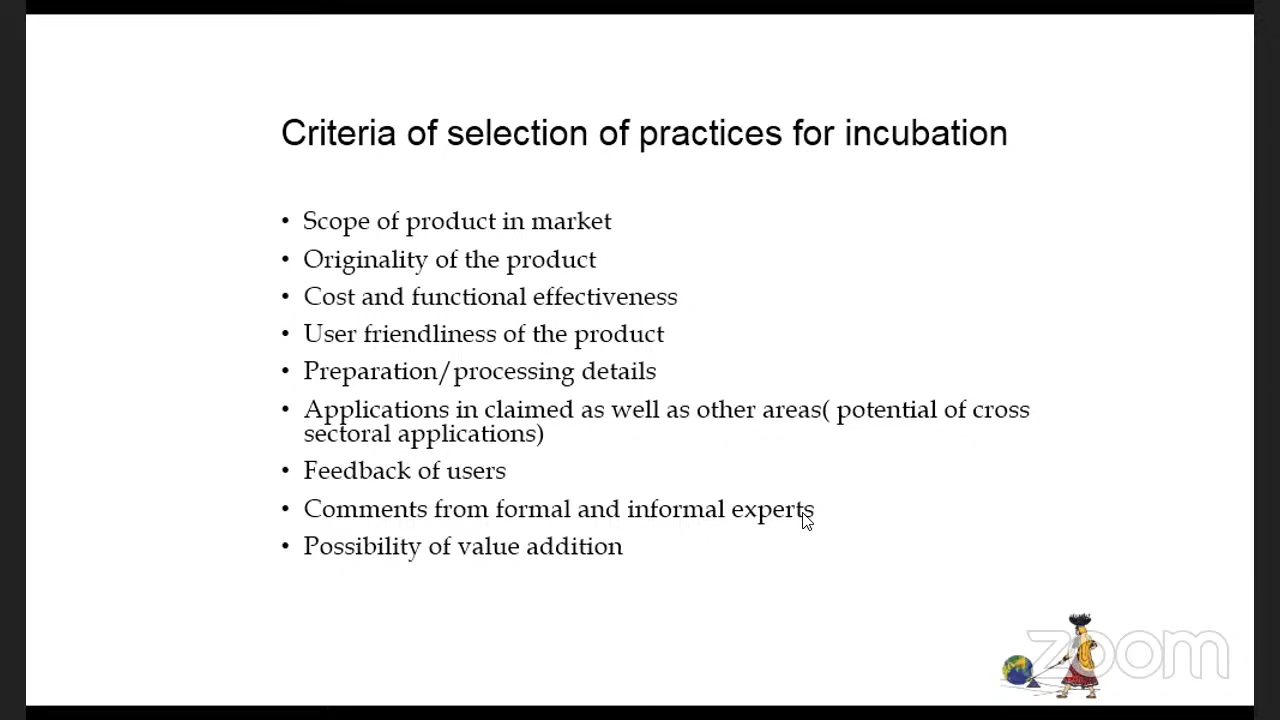 Criteria of selection of practices for incubation
• Scope of product in market
• Originality of the product
• Cost and functional effectiveness
• User friendliness of the product
• Preparation/processing details
• Applications in claimed as well as other areas( potential of cross
sectoral applications)
• Feedback of users
• Comments from formal and informal experts
• Possibility of value addition
zoom